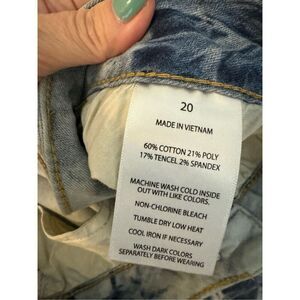 20
MADE IN VIETNAM
60% COTTON 21% POLY
17% TENCEL 2% SPANDEX
MACHINE WASH COLD INSIDE
OUT WITH LIKE COLORS.
NON-CHLORINE BLEACH
TUMBLE DRY LOW HEAT
COOL IRON IF NECESSARY
WASH DARK COLORS
SEPARATELY BEFORE WEARING